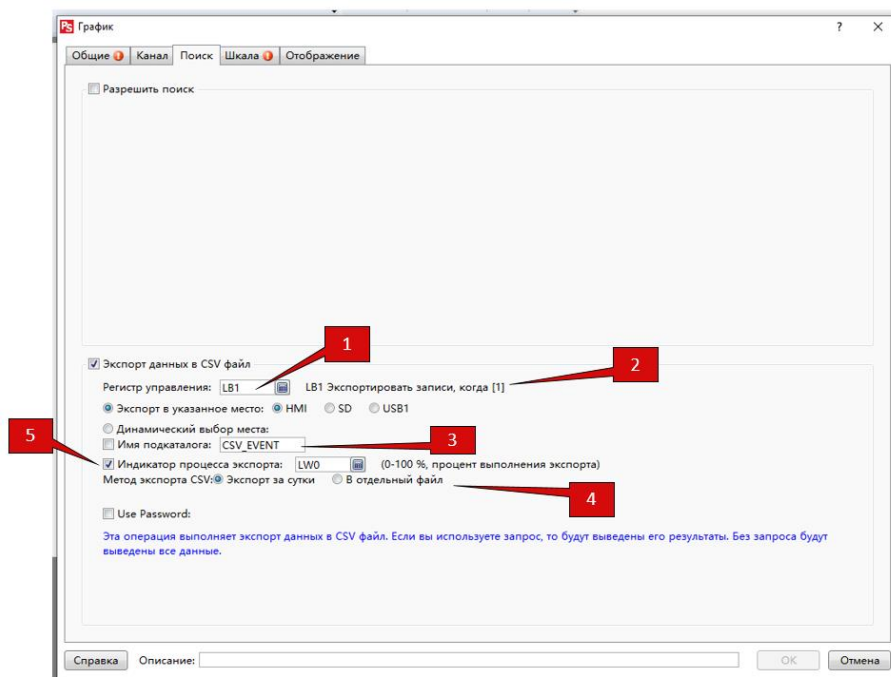 PS График ? X
Общие Канал Поиск Шкала Отображение
Разрешить поиск
1
Экспорт данных в CSV файл
2
Регистр управления: LB1 LB1 Экспортировать записи, когда [1]
Экспорт в указанное место: HMI SD USB1
5
Динамический выбор места:
Имя подкаталога: CSV_EVENT
3
Индикатор процесса экспорта: LW0 (0-100 %, процент выполнения экспорта)
Метод экспорта CSV: Экспорт за сутки В отдельный файл
4
Use Password:
Эта операция выполняет экспорт данных в CSV файл. Если вы используете запрос, то будут выведены его результаты. Без запроса будут
выведены все данные.
Справка Описание: OK Отмена